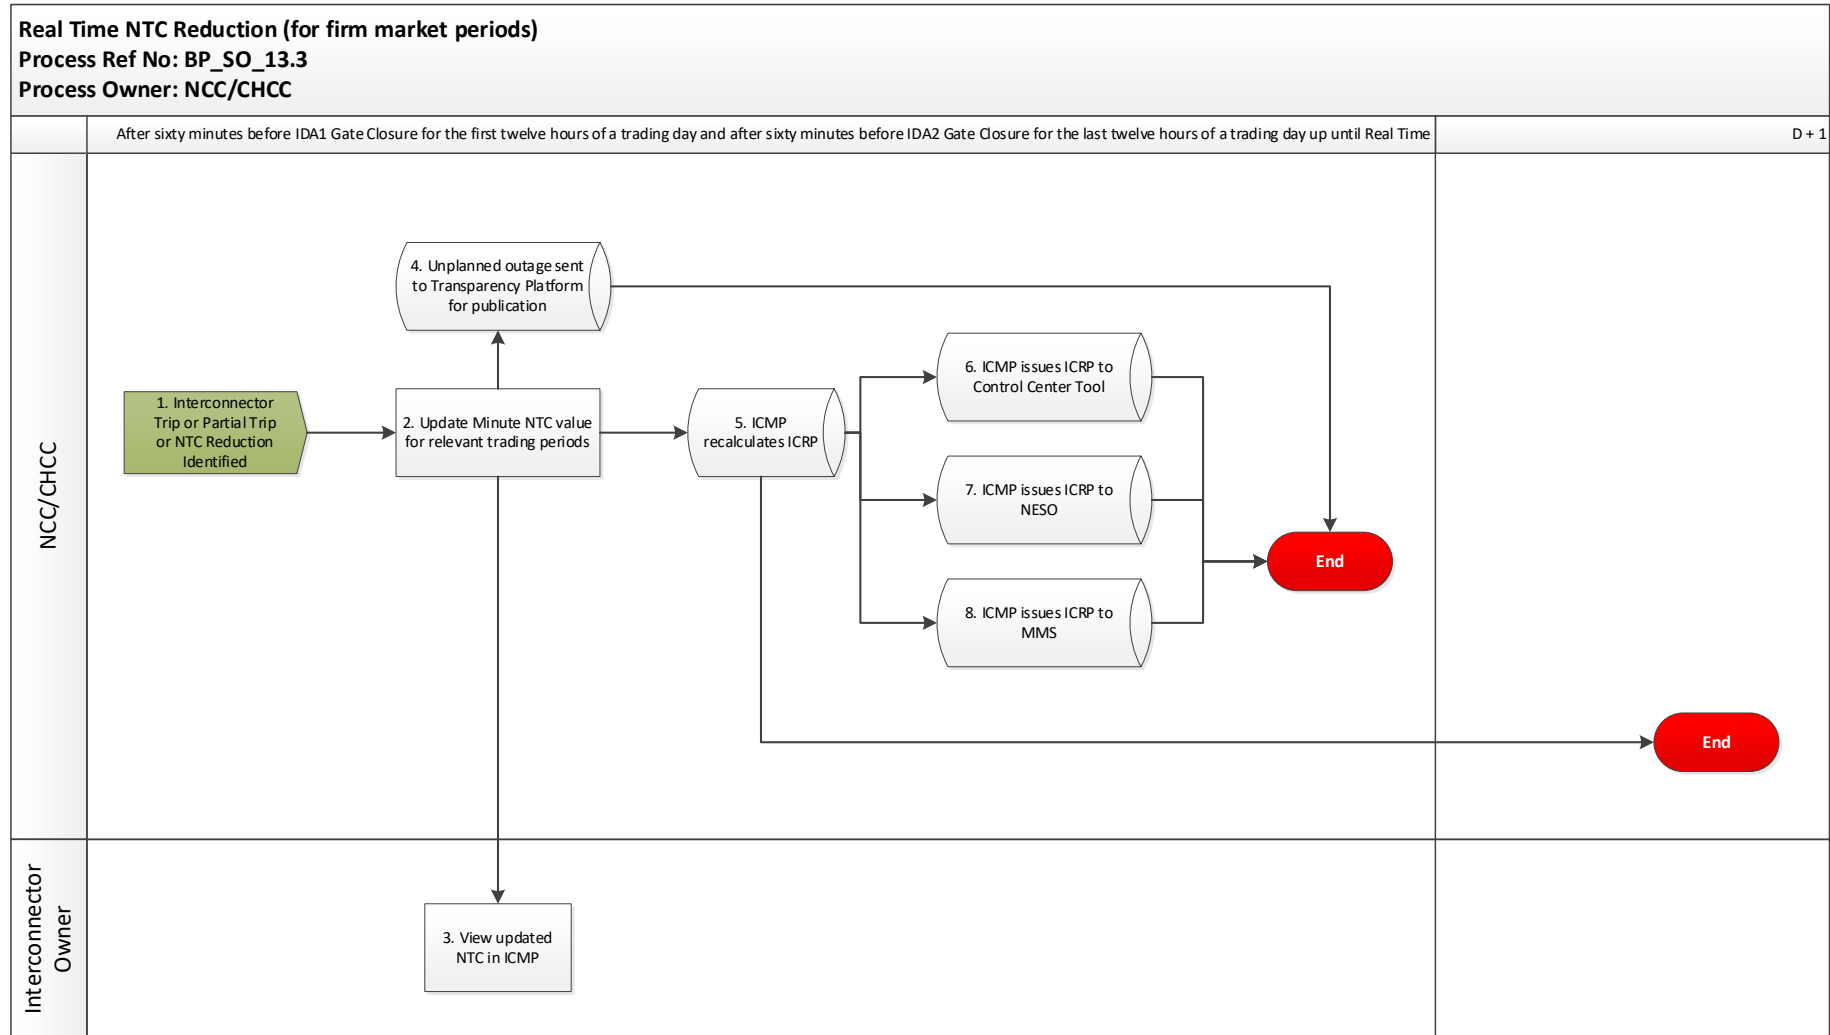 Real Time NTC Reduction (for firm market periods)
Process Ref No: BP_SO_13.3
Process Owner: NCC/CHCC
After sixty minutes before IDA1 Gate Closure for the first twelve hours of a trading day and after sixty minutes before IDA2 Gate Closure for the last twelve hours of a trading day up until Real Time
D + 1
NCC/CHCC
4. Unplanned outage sent
to Transparency Platform
for publication
1. Interconnector
Trip or Partial Trip
or NTC Reduction
Identified
2. Update Minute NTC value
for relevant trading periods
5. ICMP
recalculates ICRP
6. ICMP issues ICRP to
Control Center Tool
7. ICMP issues ICRP to
NESO
8. ICMP issues ICRP to
MMS
End
End
Interconnector
Owner
3. View updated
NTC in ICMP